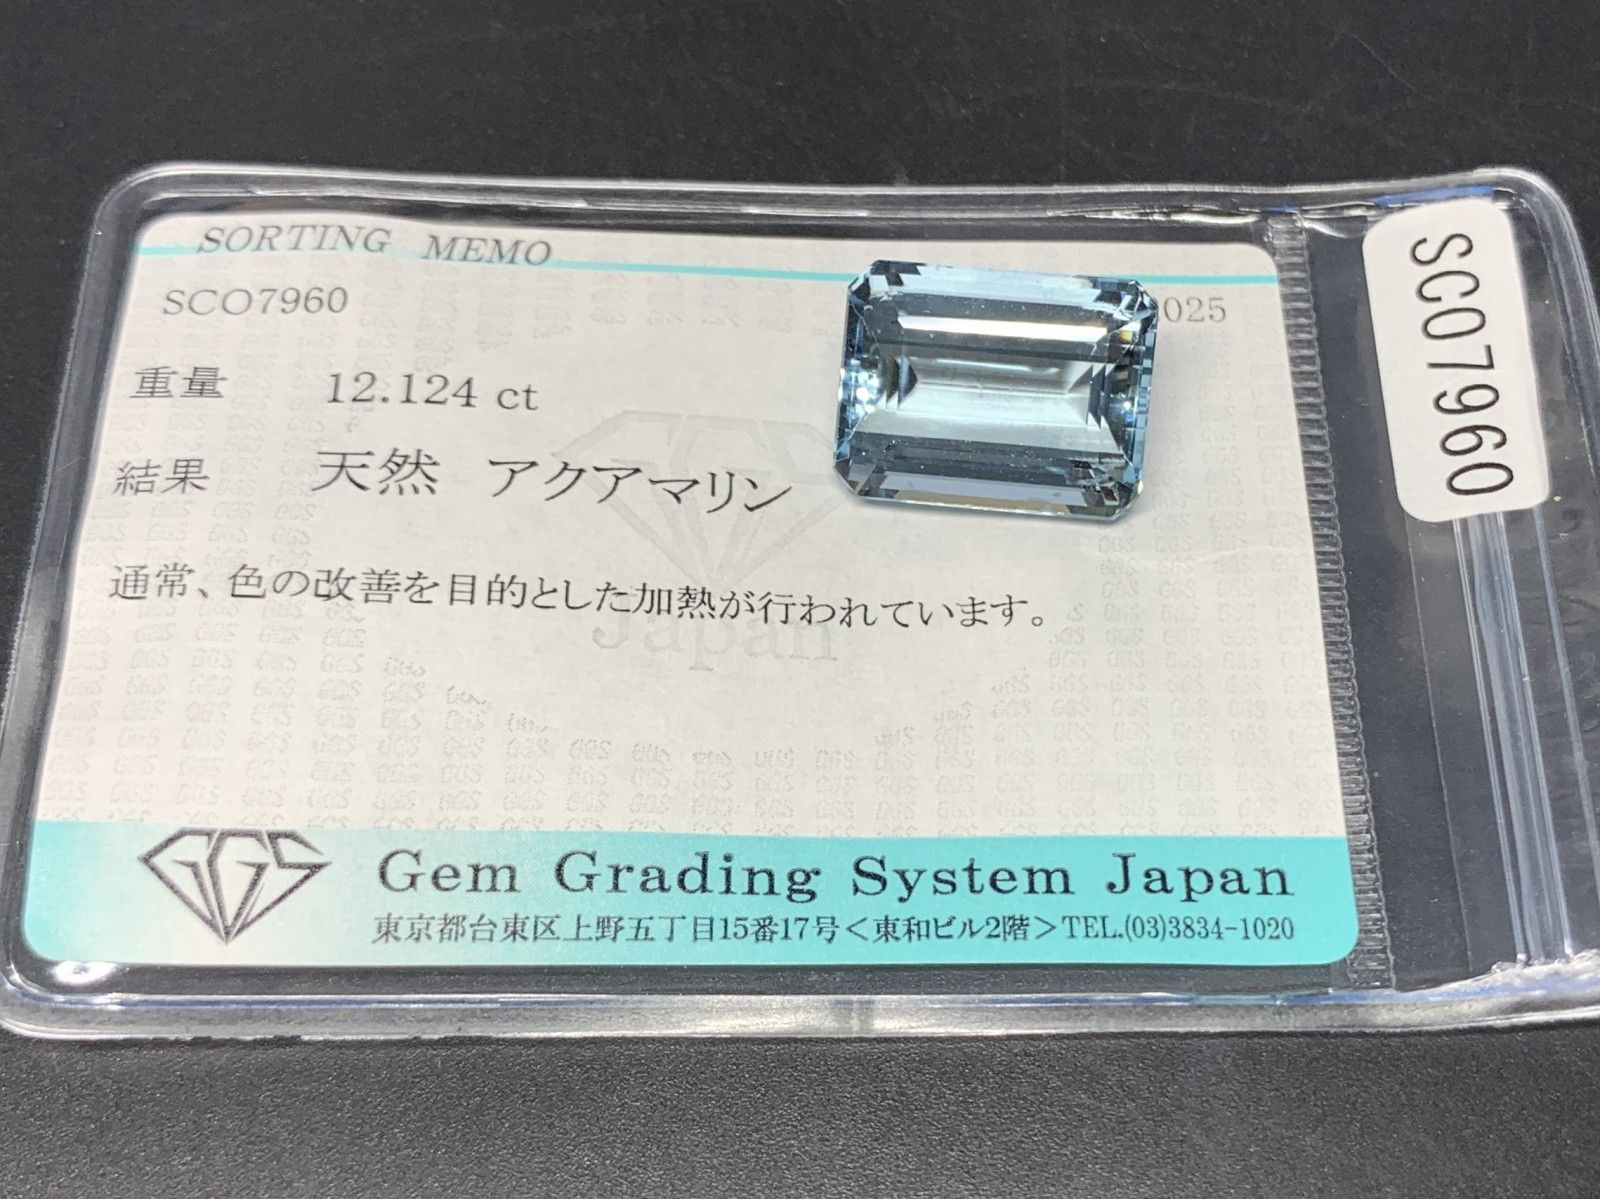 SORTING MEMO
SCO7960 025
重量 12.124 ct
結果 天然 アクアマリン
通常、色の改善を目的とした加熱が行われています。
Japan
GGS
Gem Grading System Japan
東京都台東区上野五丁目15番17号＜東和ビル2階＞TEL.(03)3834-1020
SCO7960